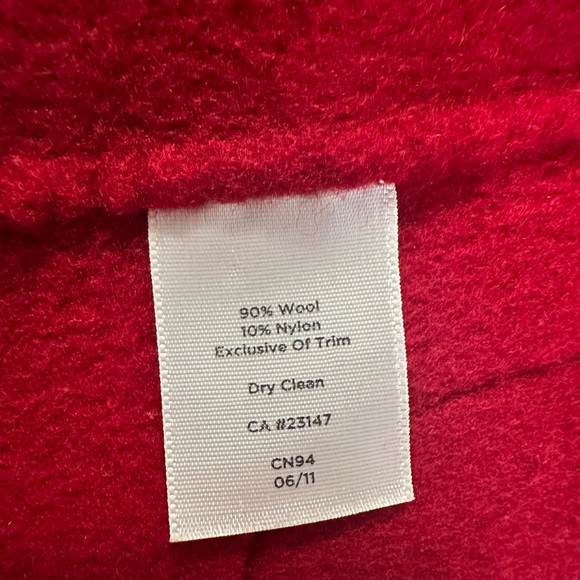 90% Wool
10% Nylon
Exclusive Of Trim
Dry Clean
CA #23147
CN94
06/11